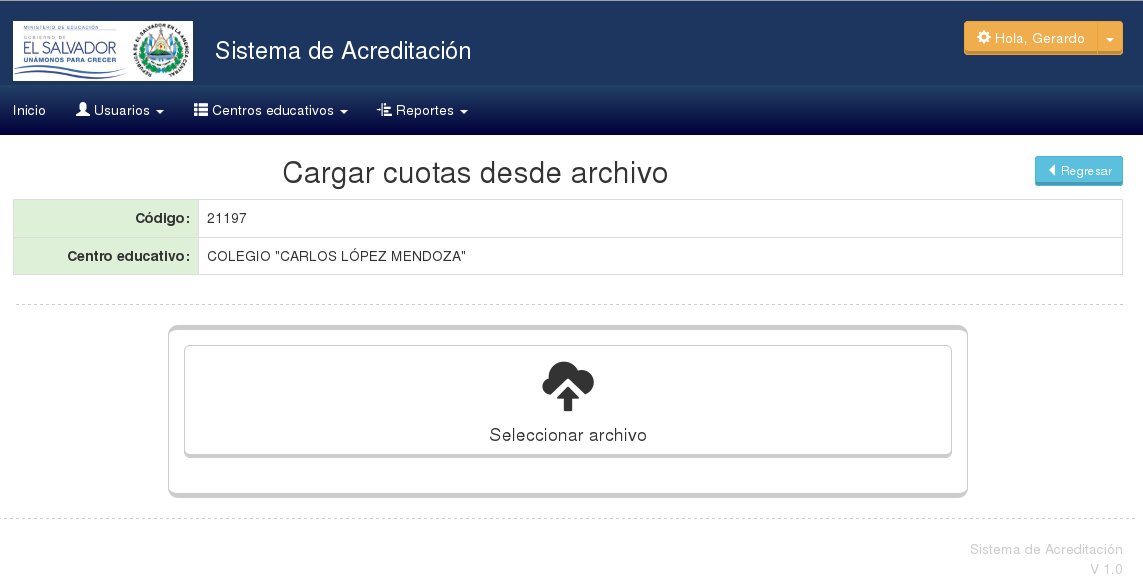 MINISTERIO DE EDUCACIÓN
GOBIERNO DE
EL SALVADOR
UNÁMONOS PARA CRECER
REPÚBLICA DE EL SALVADOR EN LA AMÉRICA CENTRAL
Sistema de Acreditación
Hola, Gerardo
Inicio
Usuarios
Centros educativos
Reportes
Cargar cuotas desde archivo
Regresar
Código:
21197
Centro educativo:
COLEGIO "CARLOS LÓPEZ MENDOZA"
Seleccionar archivo
Sistema de Acreditación
V 1.0